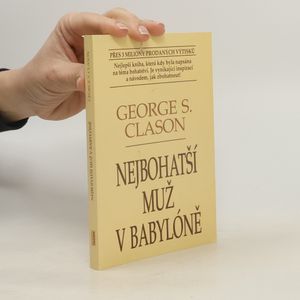 PŘES 3 MILIONY PRODANÝCH VÝTISKŮ
Nejlepší kniha, která kdy byla napsána
na téma bohatství. Je vynikající inspirací
a návodem, jak zbohatnout!
GEORGE S.
CLASON
NEJBOHATŠÍ
MUŽ
V BABYLÓNĚ